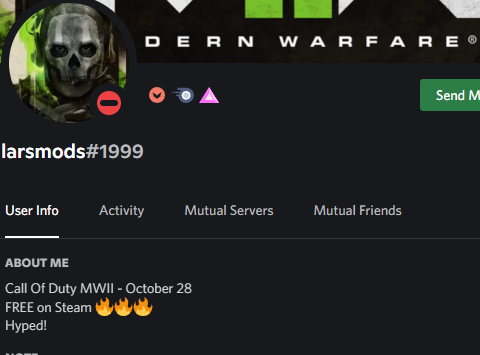 DERN WARFARE®
Send M
larsmods#1999
User Info Activity Mutual Servers Mutual Friends
ABOUT ME
Call Of Duty MWII - October 28
FREE on Steam 🔥🔥🔥
Hyped!